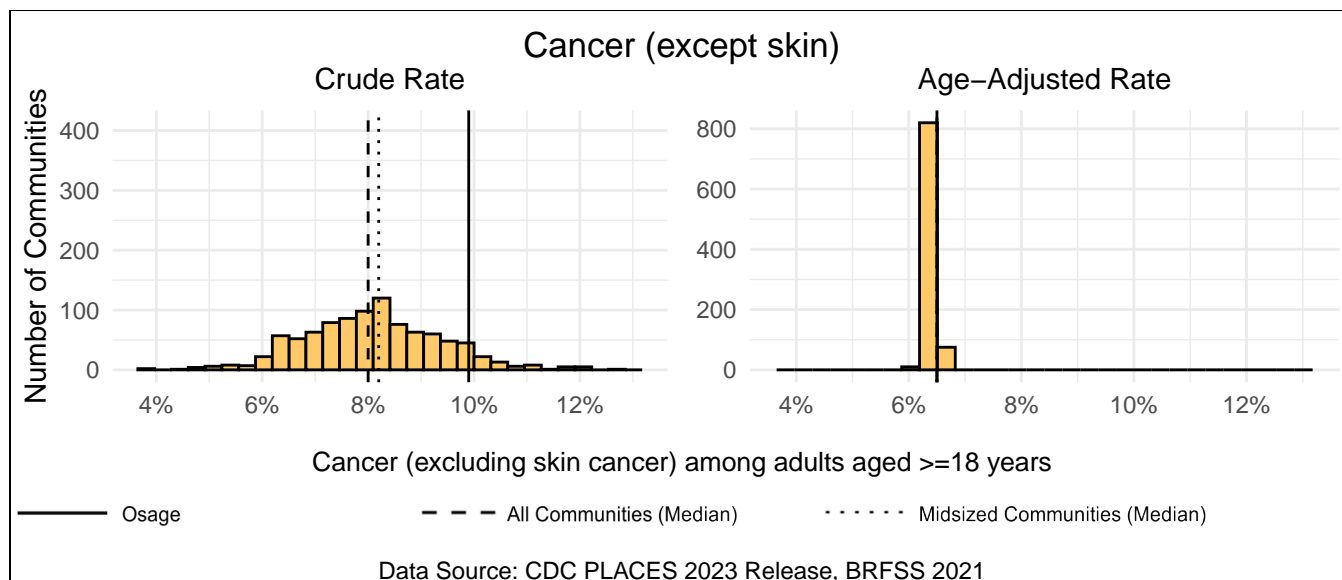 Cancer (except skin)
Crude Rate
Age−Adjusted Rate
Number of Communities
400
300
200
100
0
4%
6%
8%
10%
12%
800
600
400
200
0
4%
6%
8%
10%
12%
Cancer (excluding skin cancer) among adults aged >=18 years
Osage
All Communities (Median)
Midsized Communities (Median)
Data Source: CDC PLACES 2023 Release, BRFSS 2021